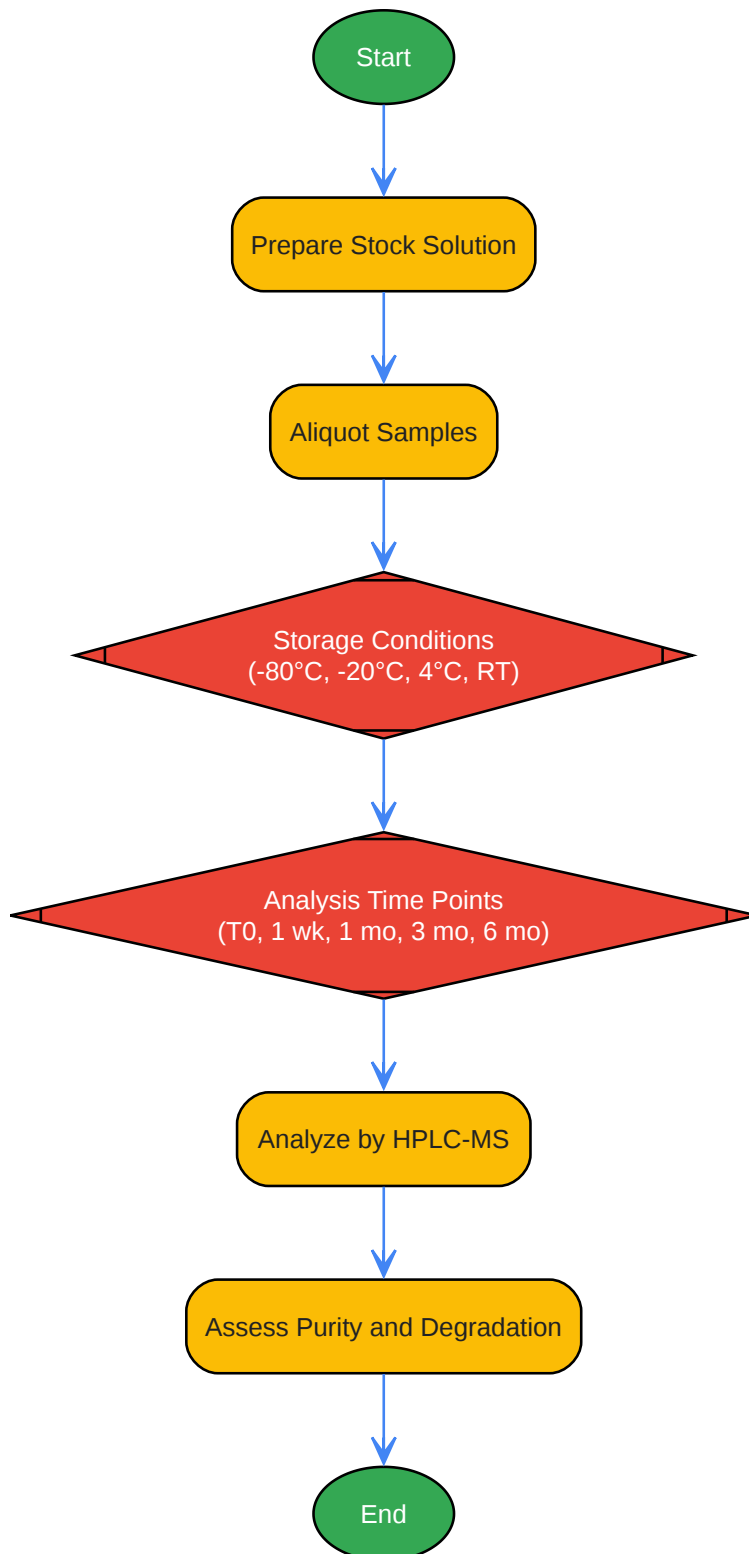 Start
Prepare Stock Solution
Aliquot Samples
Storage Conditions
(-80°C, -20°C, 4°C, RT)
Analysis Time Points
(T0, 1 wk, 1 mo, 3 mo, 6 mo)
Analyze by HPLC-MS
Assess Purity and Degradation
End